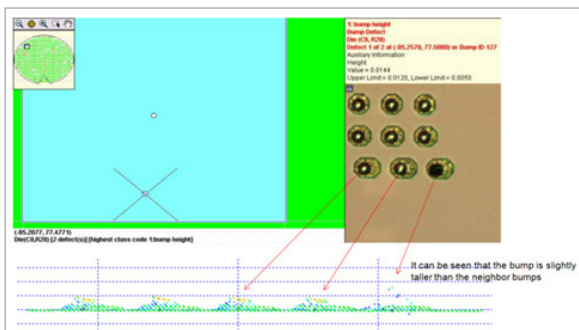 1: bump height
Bump Defect
Die (C8, R28)
Defect 1 of 2 at (-85.2578, 77.5080) or Bump ID 127
Auxiliary Information
Height
Value = 0.0144
Upper Limit = 0.0120, Lower Limit = 0.0050
(-85.2077, 77.4771)
Die(C8,R28) [2 defect(s)] [highest class code 1:bump height]
It can be seen that the bump is slightly
taller than the neighbor bumps